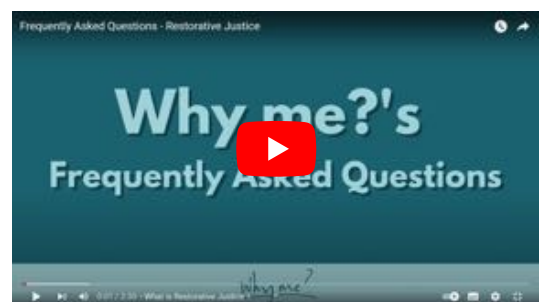 Frequently Asked Questions - Restorative Justice
Why me?'s
Frequently Asked Questions
Why me?
0:01 / 2:30 • What is Restorative Justice